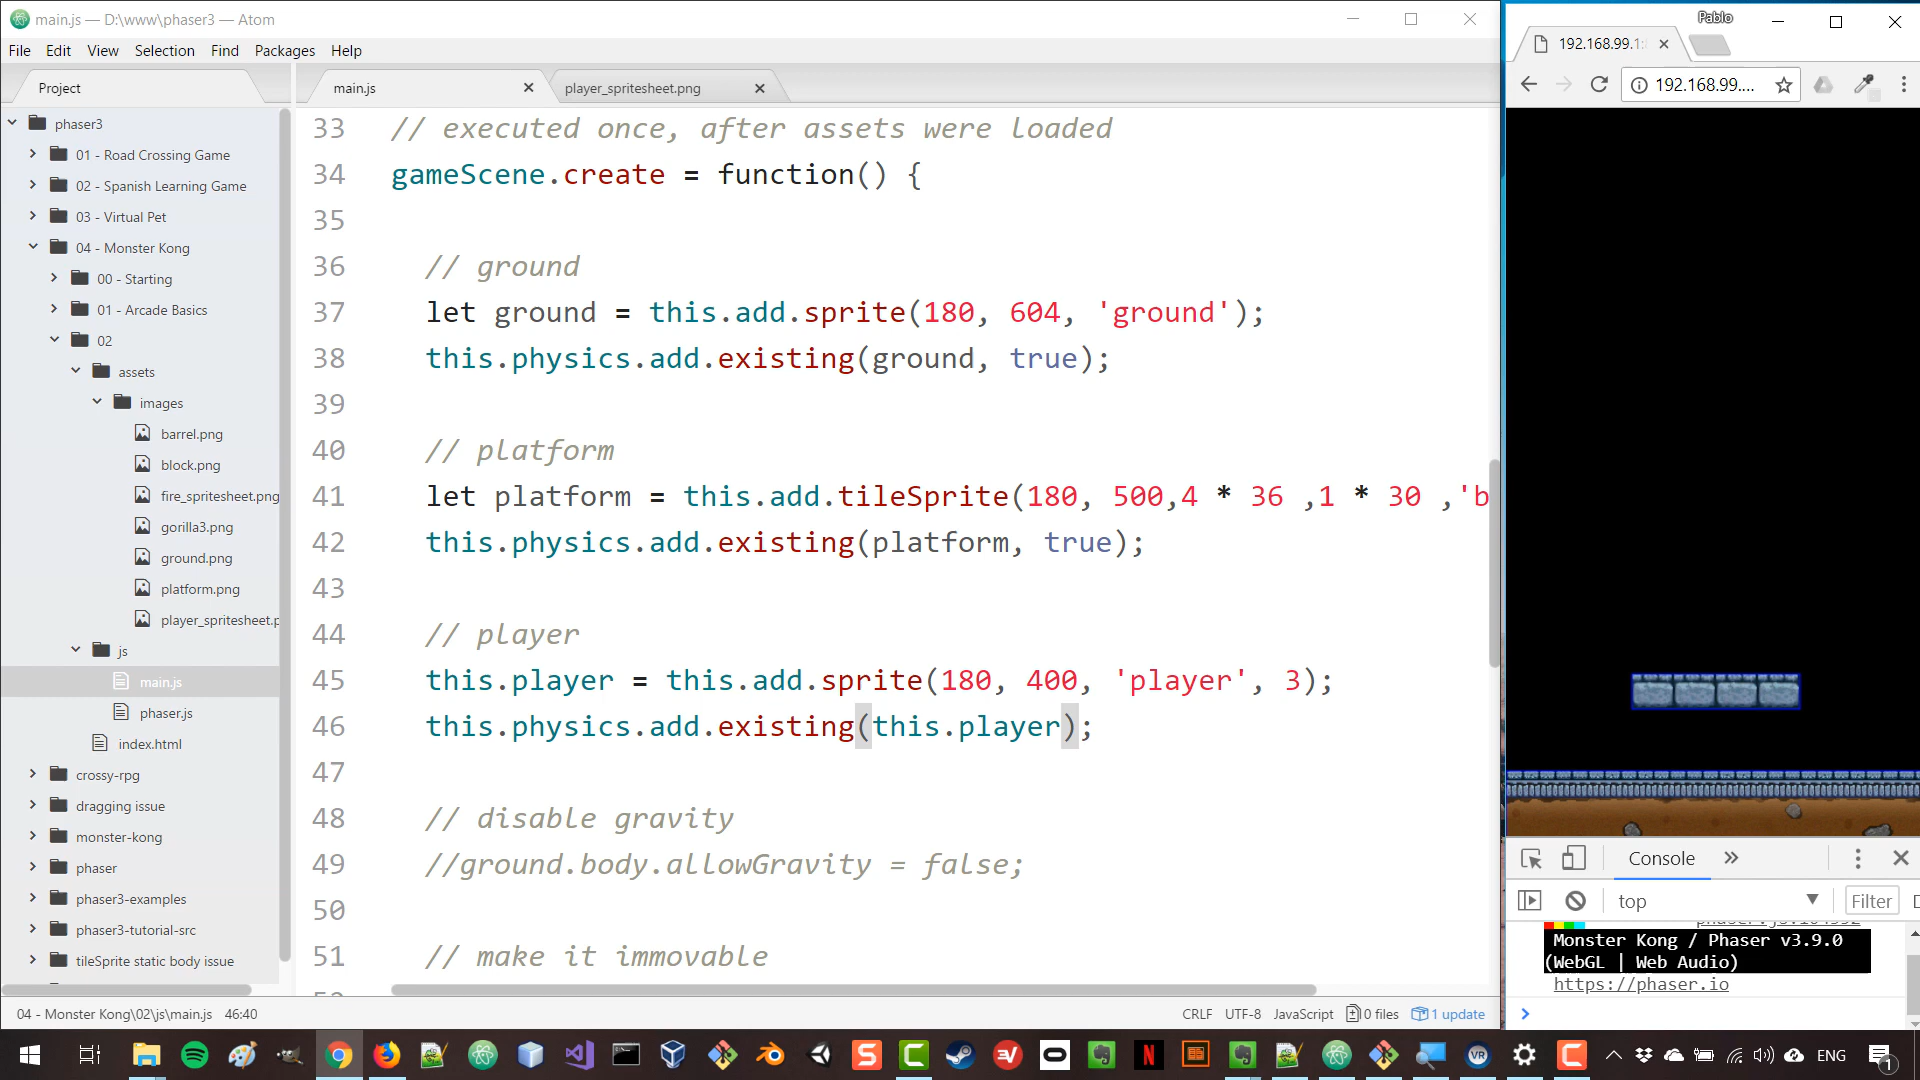 main.js — D:\www\phaser3 — Atom
File Edit View Selection Find Packages Help
Project
main.js
player_spritesheet.png
phaser3
01 - Road Crossing Game
02 - Spanish Learning Game
03 - Virtual Pet
04 - Monster Kong
00 - Starting
01 - Arcade Basics
02
assets
images
barrel.png
block.png
fire_spritesheet.png
gorilla3.png
ground.png
platform.png
player_spritesheet.p
js
main.js
phaser.js
index.html
crossy-rpg
dragging issue
monster-kong
phaser
phaser3-examples
phaser3-tutorial-src
tileSprite static body issue
33 // executed once, after assets were loaded
34 gameScene.create = function() {
35
36 // ground
37 let ground = this.add.sprite(180, 604, 'ground');
38 this.physics.add.existing(ground, true);
39
40 // platform
41 let platform = this.add.tileSprite(180, 500,4 * 36 ,1 * 30 ,'b
42 this.physics.add.existing(platform, true);
43
44 // player
45 this.player = this.add.sprite(180, 400, 'player', 3);
46 this.physics.add.existing(this.player);
47
48 // disable gravity
49 //ground.body.allowGravity = false;
50
51 // make it immovable
04 - Monster Kong\02\js\main.js 46:40
CRLF UTF-8 JavaScript 0 files 1 update
Pablo
192.168.99.1:
192.168.99....
Console
top
Filter
Monster Kong / Phaser v3.9.0
(WebGL | Web Audio)
https://phaser.io
ENG
1